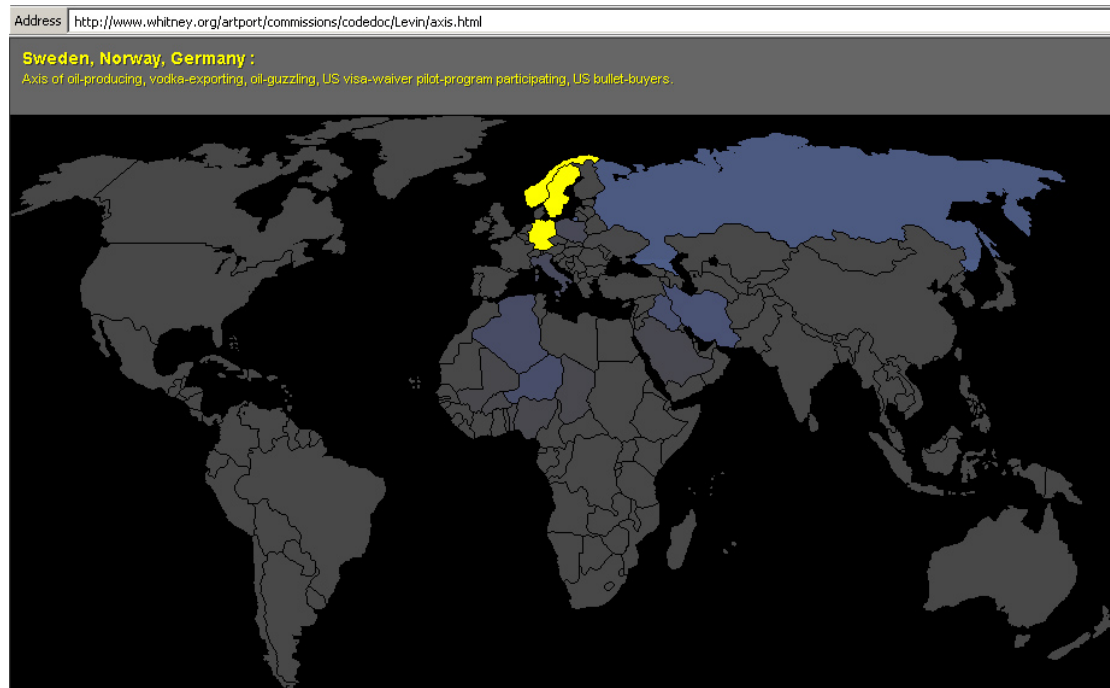 Address http://www.whitney.org/artport/commissions/codedoc/Levin/axis.html
Sweden, Norway, Germany :
Axis of oil-producing, vodka-exporting, oil-guzzling, US visa-waiver pilot-program participating, US bullet-buyers.